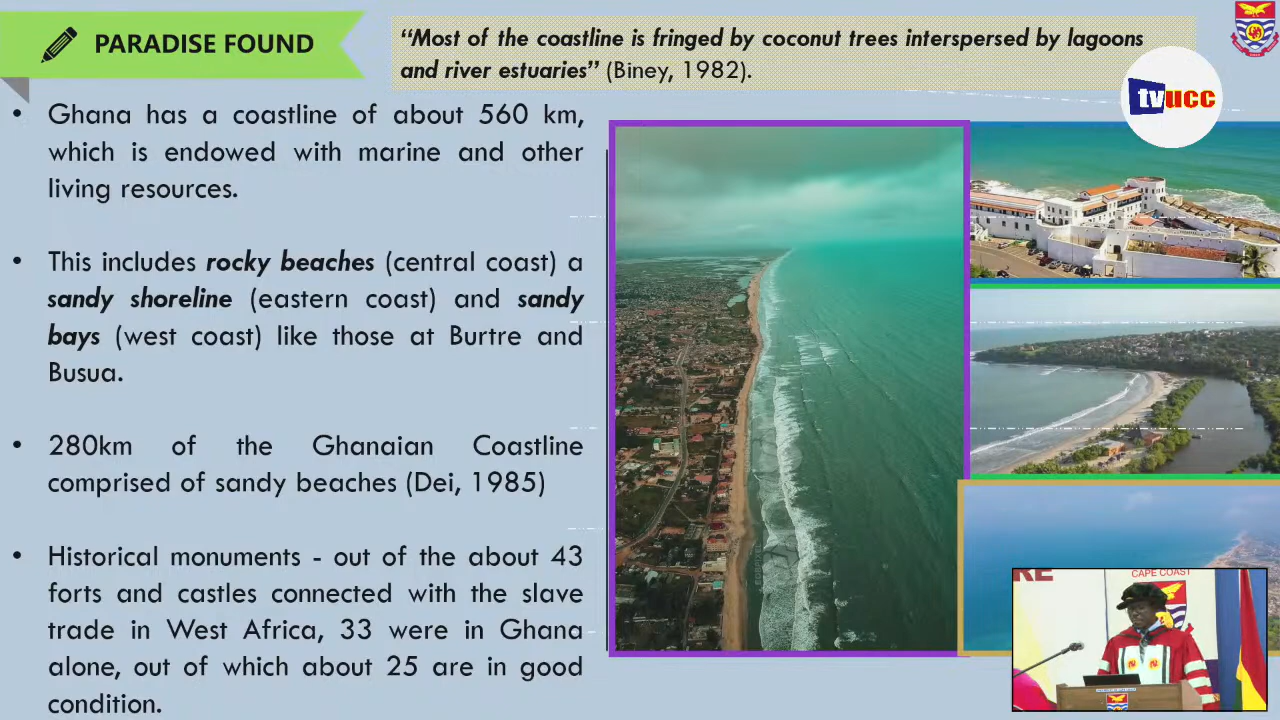 PARADISE FOUND
“Most of the coastline is fringed by cocoanut trees interspersed by lagoons
and river estuaries” (Biney, 1982).
tvucc
• Ghana has a coastline of about 560 km,
which is endowed with marine and other
living resources.
• This includes rocky beaches (central coast) a
sandy shoreline (eastern coast) and sandy
bays (west coast) like those at Burtre and
Busua.
• 280km of the Ghanaian Coastline
comprised of sandy beaches (Dei, 1985)
• Historical monuments - out of the about 43
forts and castles connected with the slave
trade in West Africa, 33 were in Ghana
alone, out of which about 25 are in good
condition.
RE
CAPE COAST